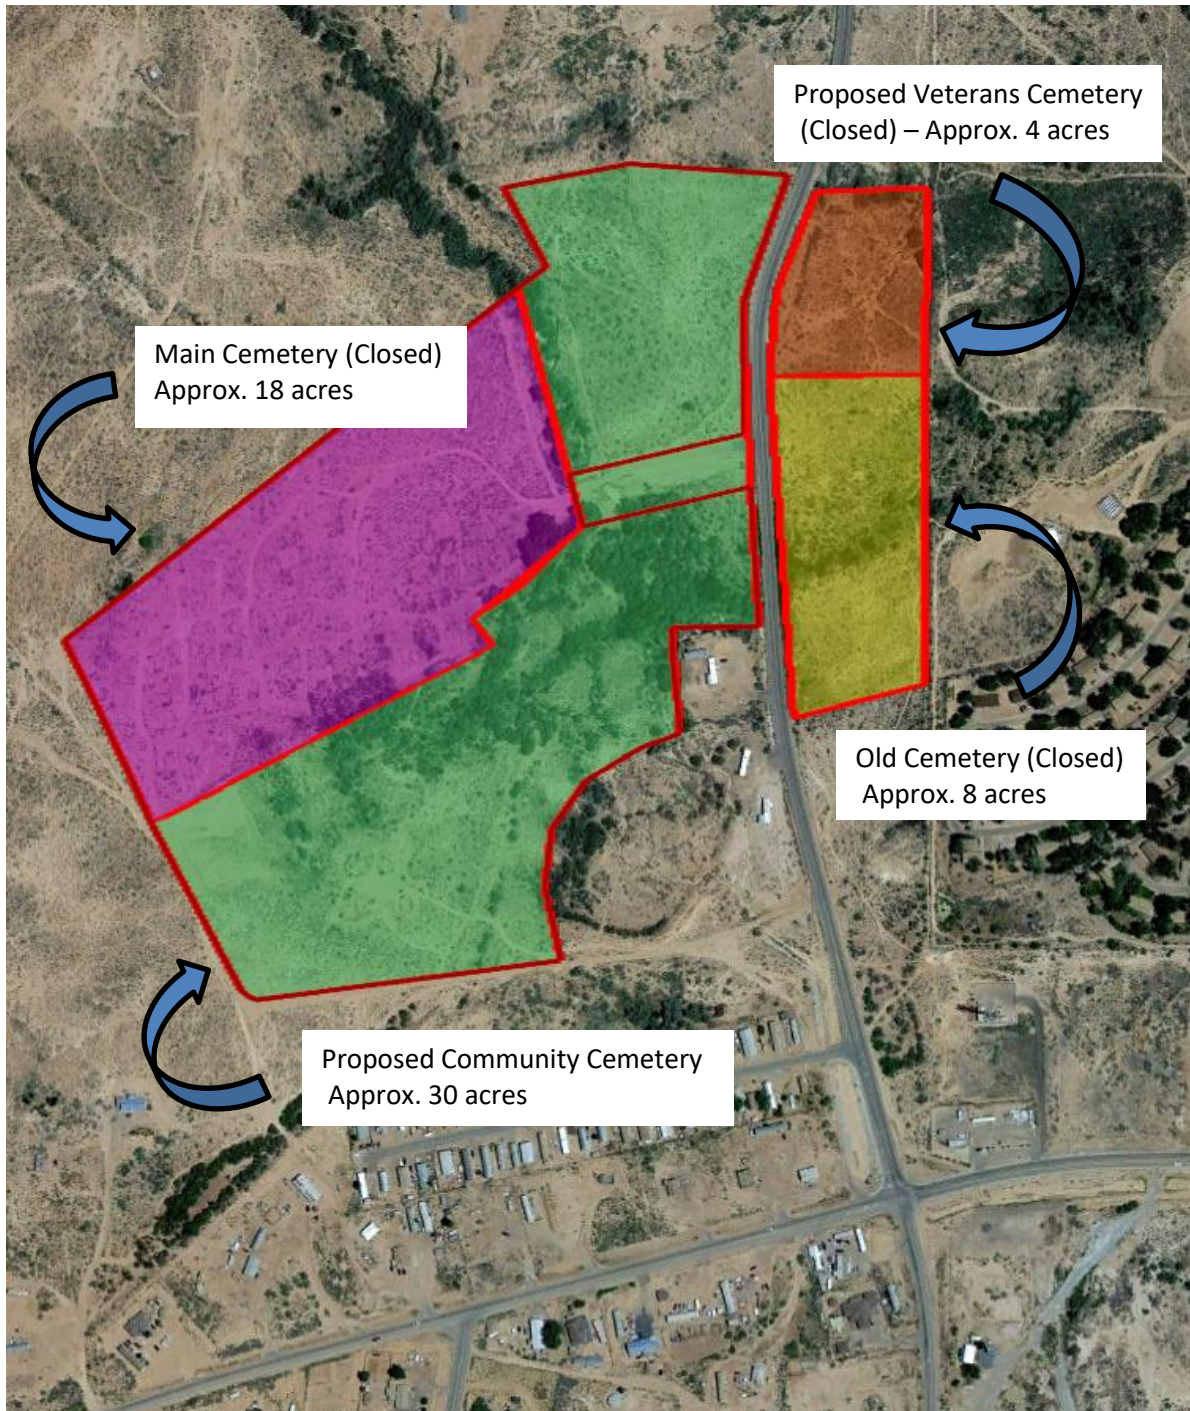 Proposed Veterans Cemetery
(Closed) – Approx. 4 acres
Main Cemetery (Closed)
Approx. 18 acres
Old Cemetery (Closed)
Approx. 8 acres
Proposed Community Cemetery
Approx. 30 acres